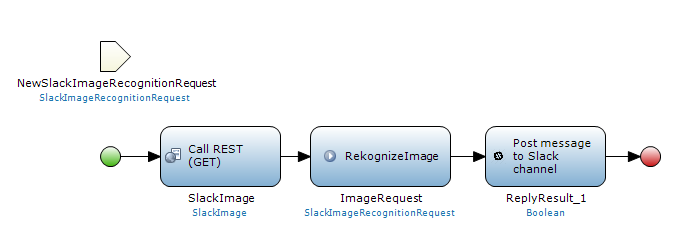 NewSlackImageRecognitionRequest
SlackImageRecognitionRequest
Call REST
(GET)
SlackImage
SlackImage
RekognizeImage
ImageRequest
SlackImageRecognitionRequest
Post message
to Slack
channel
ReplyResult_1
Boolean